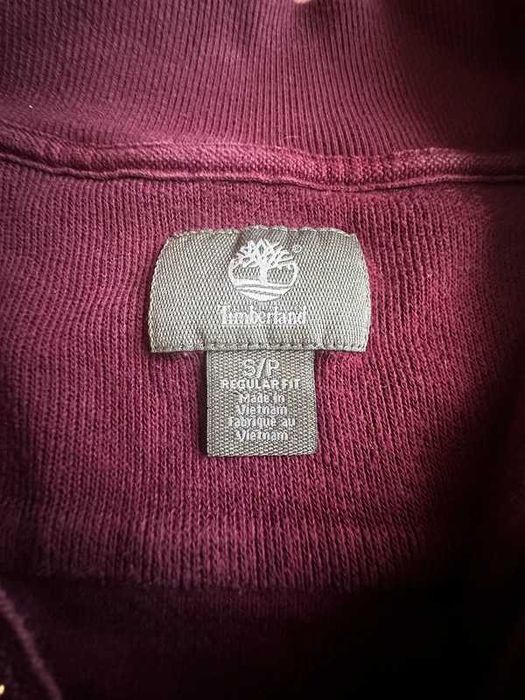 Timberland
S/P
REGULAR FIT
Made in
Vietnam
Fabriqué au
Vietnam